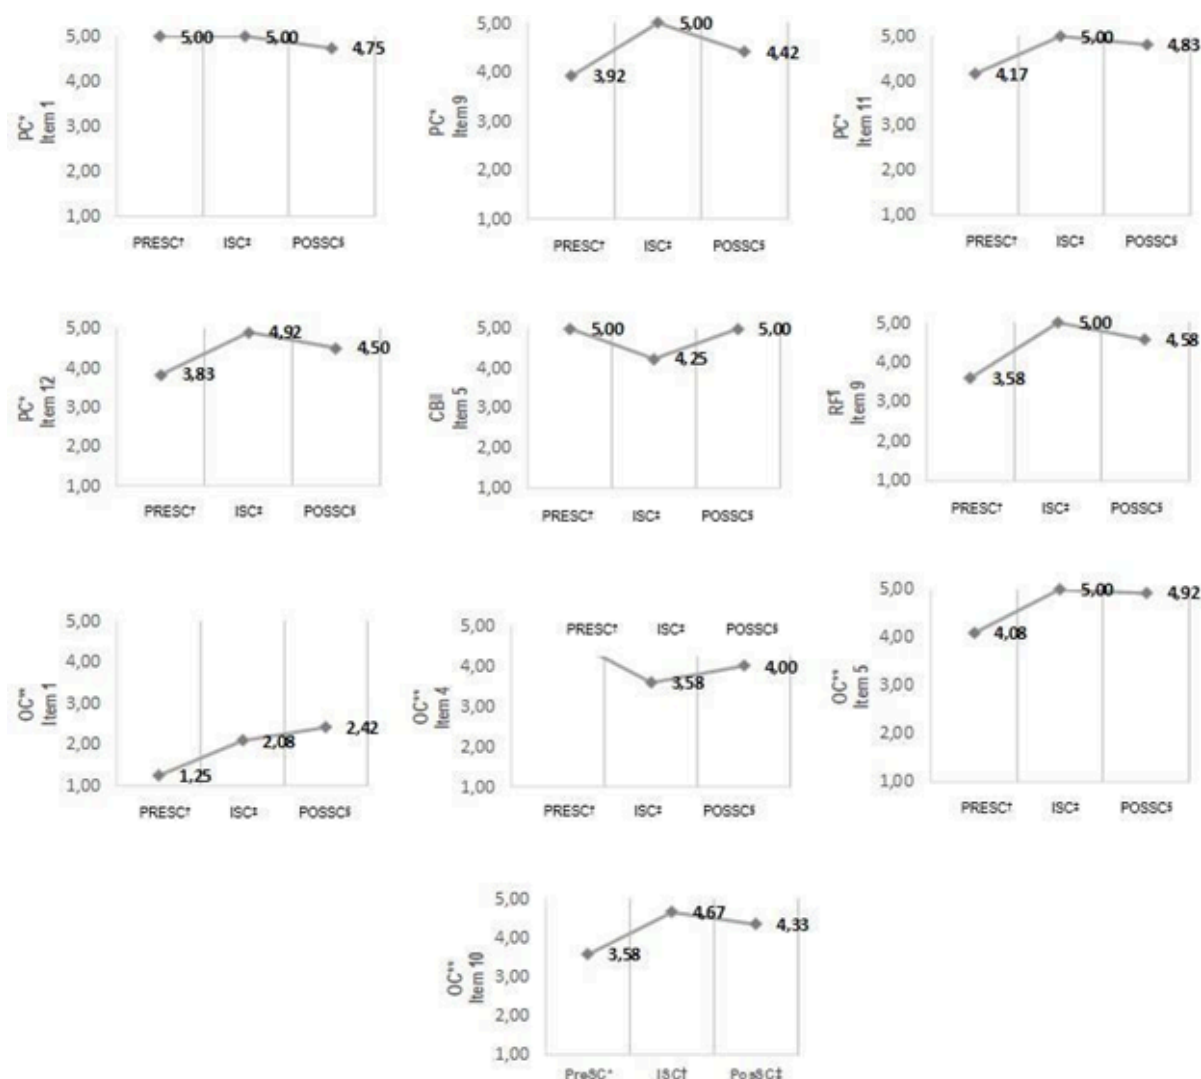 5,00
4,00
3,00
2,00
1,00
PC*
Item 1
5,00 5,00 4,75
PRESC† ISC‡ POSSC§
5,00
4,00
3,00
2,00
1,00
PC*
Item 9
3,92 5,00 4,42
PRESC† ISC‡ POSSC§
5,00
4,00
3,00
2,00
1,00
PC*
Item 11
4,17 5,00 4,83
PRESC† ISC‡ POSSC§
5,00
4,00
3,00
2,00
1,00
PC*
Item 12
3,83 4,92 4,50
PRESC† ISC‡ POSSC§
5,00
4,00
3,00
2,00
1,00
CB||
Item 5
5,00 4,25 5,00
PRESC† ISC‡ POSSC§
5,00
4,00
3,00
2,00
1,00
RF¶
Item 9
3,58 5,00 4,58
PRESC† ISC‡ POSSC§
5,00
4,00
3,00
2,00
1,00
OC**
Item 1
1,25 2,08 2,42
PRESC† ISC‡ POSSC§
5,00
4,00
3,00
2,00
1,00
OC**
Item 4
PRESC† ISC‡ POSSC§
3,58 4,00
PRESC† ISC‡ POSSC§
5,00
4,00
3,00
2,00
1,00
OC**
Item 5
4,08 5,00 4,92
PRESC† ISC‡ POSSC§
5,00
4,00
3,00
2,00
1,00
OC**
Item 10
3,58 4,67 4,33
PreSC* ISC† PosSC‡